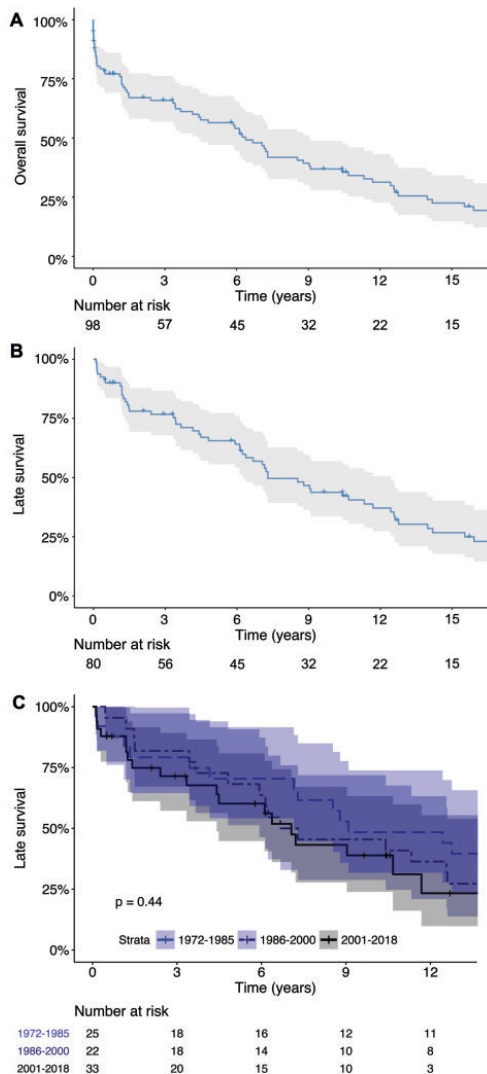 A
100%
75%
50%
25%
0%
Overall survival
0 3 6 9 12 15
Time (years)
Number at risk
98 57 45 32 22 15
B
100%
75%
50%
25%
0%
Late survival
0 3 6 9 12 15
Time (years)
Number at risk
80 56 45 32 22 15
C
100%
75%
50%
25%
0%
Late survival
p = 0.44
Strata 1972-1985 1986-2000 2001-2018
0 3 6 9 12
Time (years)
Number at risk
1972-1985 25 18 16 12 11
1986-2000 22 18 14 10 8
2001-2018 33 20 15 10 3